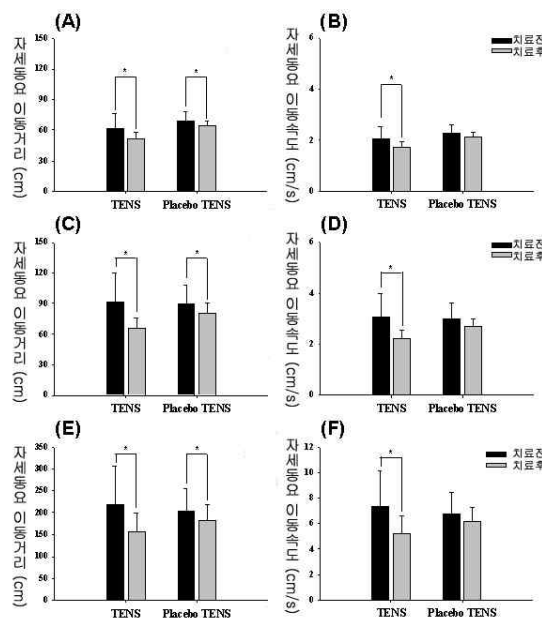 (A)
자세동요 이동거리 (cm)
150
120
90
60
30
0
*
*
TENS
Placebo TENS
(B)
자세동요 이동속도 (cm/s)
6
4
2
0
*
치료전
치료후
TENS
Placebo TENS
(C)
자세동요 이동거리 (cm)
150
120
90
60
30
0
*
*
TENS
Placebo TENS
(D)
자세동요 이동속도 (cm/s)
6
4
2
0
*
치료전
치료후
TENS
Placebo TENS
(E)
자세동요 이동거리 (cm)
350
300
250
200
150
100
50
0
*
*
TENS
Placebo TENS
(F)
자세동요 이동속도 (cm/s)
12
10
8
6
4
2
0
*
치료전
치료후
TENS
Placebo TENS